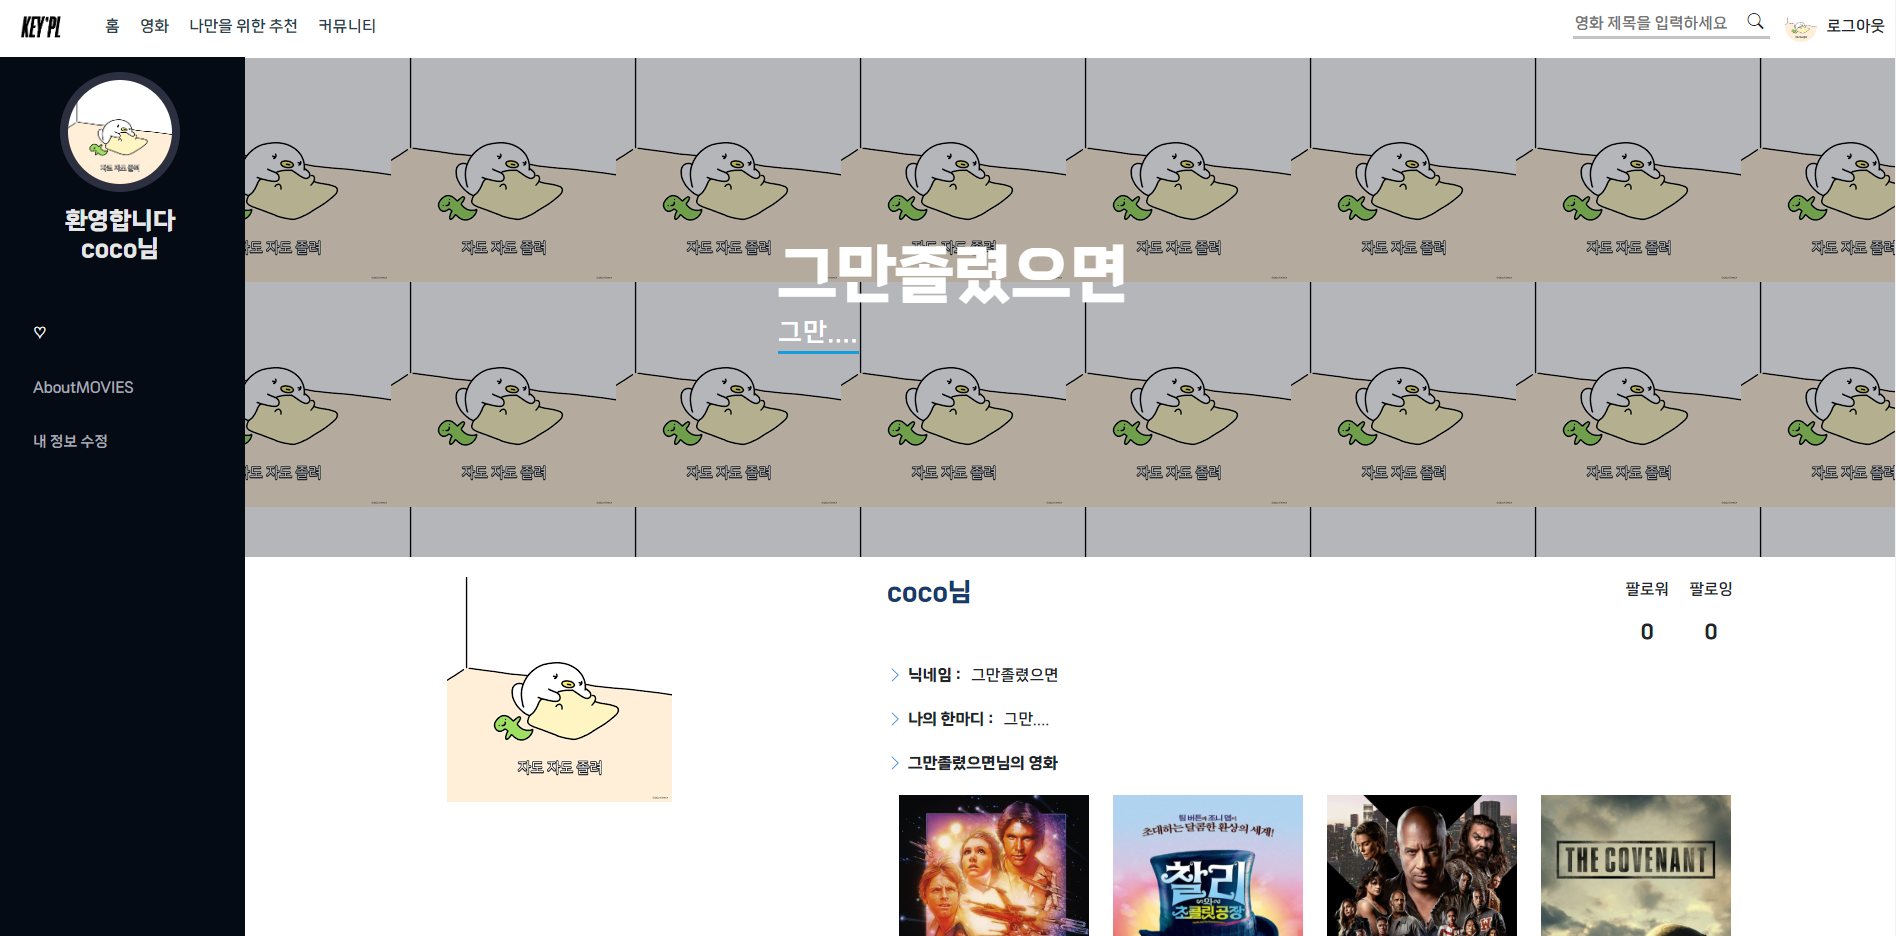 KEY'PL 홈 영화 나만을 위한 추천 커뮤니티 영화 제목을 입력하세요 로그아웃
자도 자도 졸려
환영합니다
coco님
♡
AboutMOVIES
내 정보 수정
자도 자도 졸려 자도 자도 졸려 자도 자도 졸려 자도 자도 졸려 자도 자도 졸려 자도 자도 졸려 자도 자도 졸려 자도 자도 졸려
그만졸렸으면
그만....
자도 자도 졸려 자도 자도 졸려 자도 자도 졸려 자도 자도 졸려 자도 자도 졸려 자도 자도 졸려 자도 자도 졸려 자도 자도 졸려
자도 자도 졸려
coco님
팔로워 팔로잉
0 0
닉네임 : 그만졸렸으면
나의 한마디 : 그만....
그만졸렸으면님의 영화
팀 버튼과 조니 뎁이
초대하는 달콤한 환상의 세계!
찰리
와
초콜릿공장
THE COVENANT